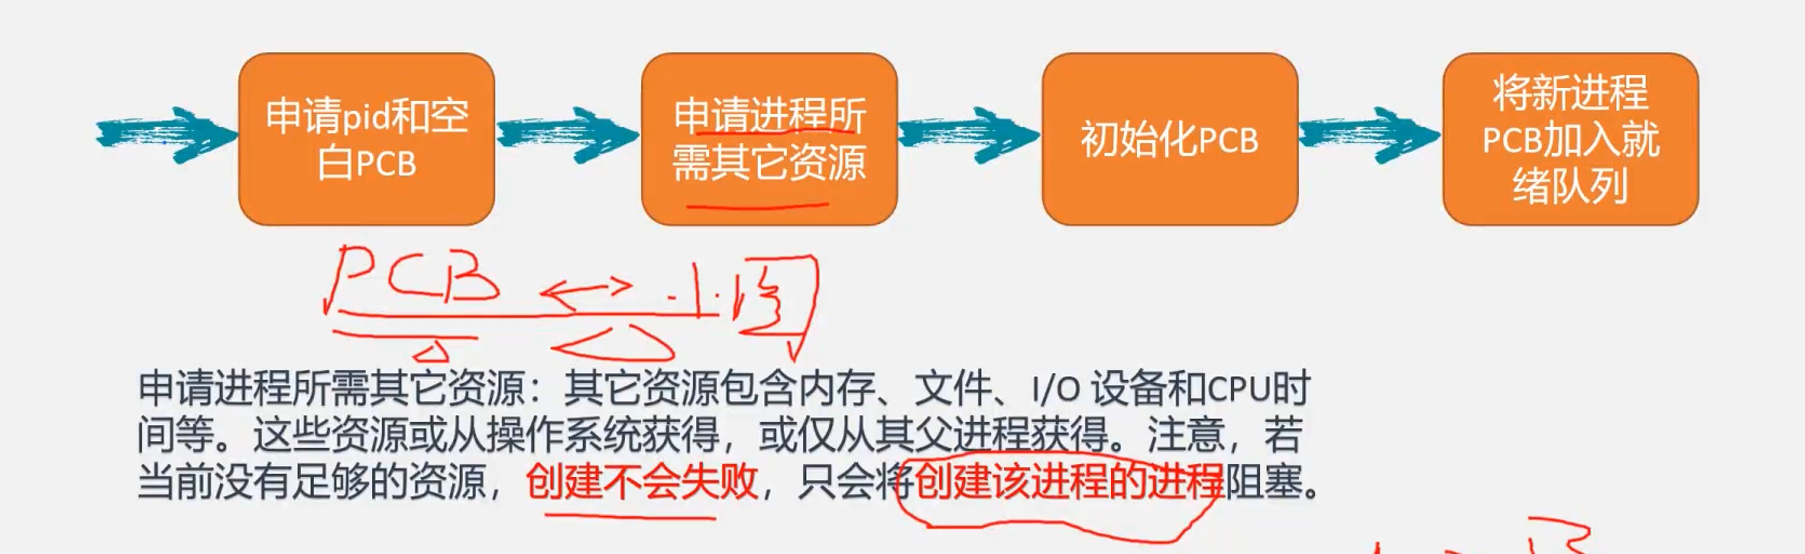 申请pid和空
白PCB
申请进程所
需其它资源
初始化PCB
将新进程
PCB加入就
绪队列
PCB
申请进程所需其它资源：其它资源包含内存、文件、I/O 设备和CPU时
间等。这些资源或从操作系统获得，或仅从其父进程获得。注意，若
当前没有足够的资源，创建不会失败，只会将创建该进程的进程阻塞。